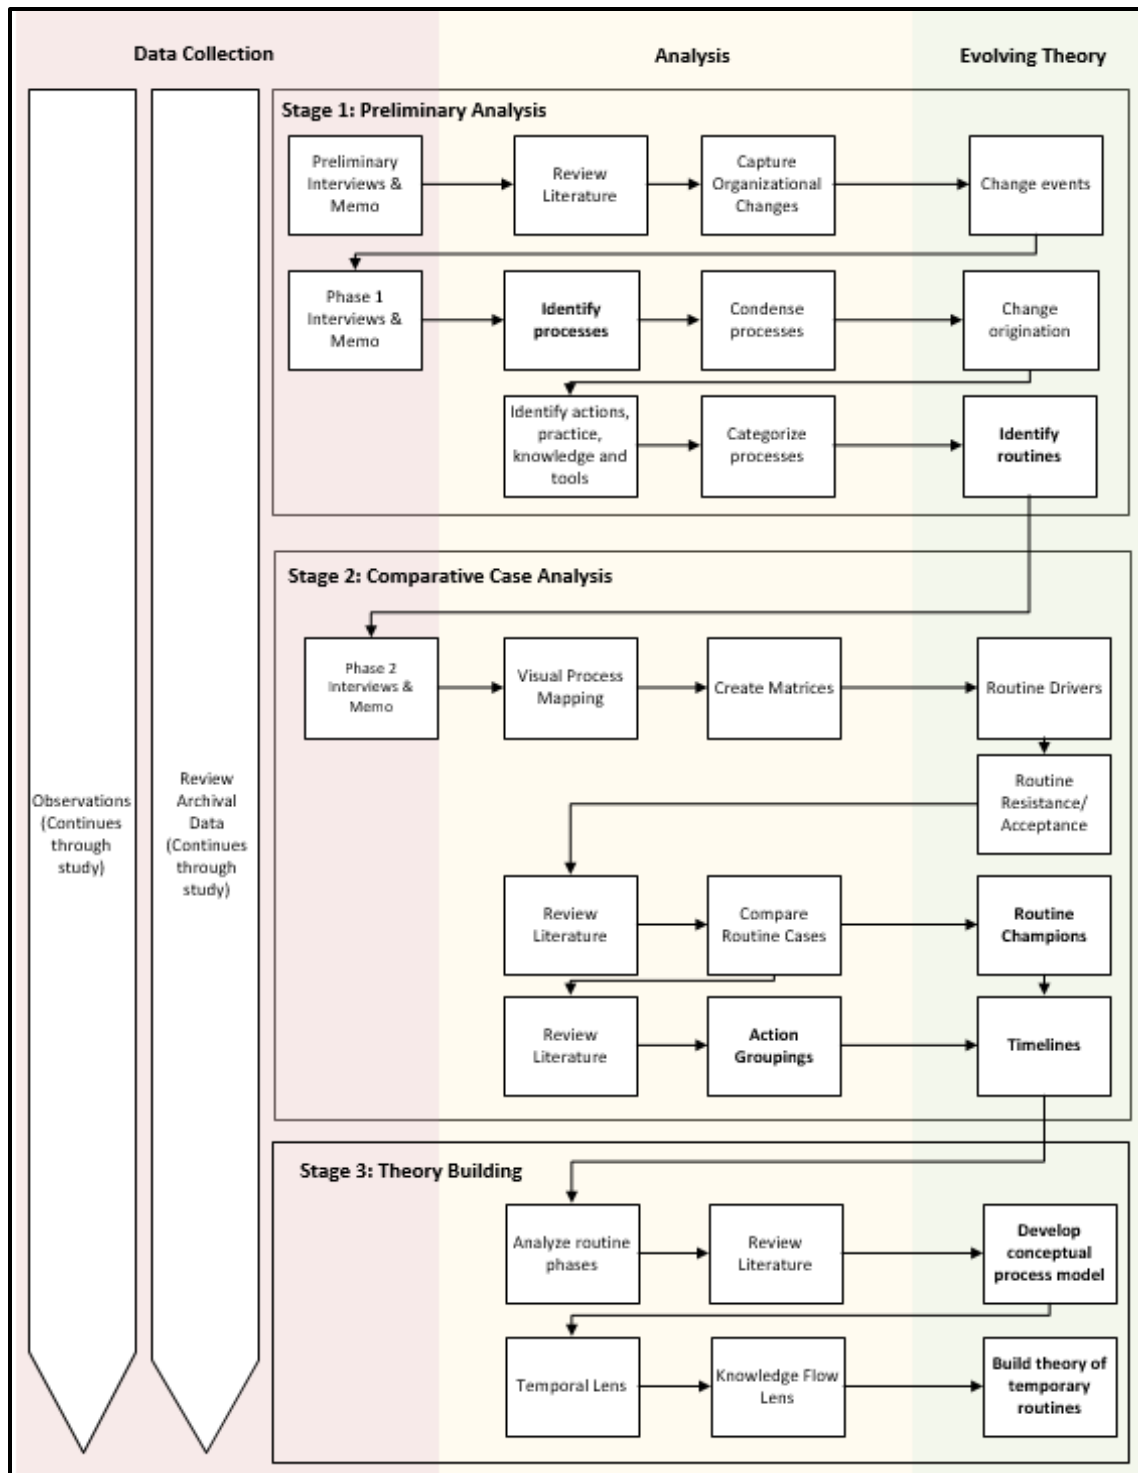 Data Collection
Analysis
Evolving Theory
Stage 1: Preliminary Analysis
Preliminary
Interviews &
Memo
Review
Literature
Capture
Organizational
Changes
Change events
Phase 1
Interviews &
Memo
Identify
processes
Condense
processes
Change
origination
Identify actions,
practice,
knowledge and
tools
Categorize
processes
Identify
routines
Stage 2: Comparative Case Analysis
Phase 2
Interviews &
Memo
Visual Process
Mapping
Create Matrices
Routine Drivers
Routine
Resistance/
Acceptance
Observations
(Continues
through
study)
Review
Archival
Data
(Continues
through
study)
Review
Literature
Compare
Routine Cases
Routine
Champions
Review
Literature
Action
Groupings
Timelines
Stage 3: Theory Building
Analyze routine
phases
Review
Literature
Develop
conceptual
process model
Temporal Lens
Knowledge Flow
Lens
Build theory of
temporary
routines